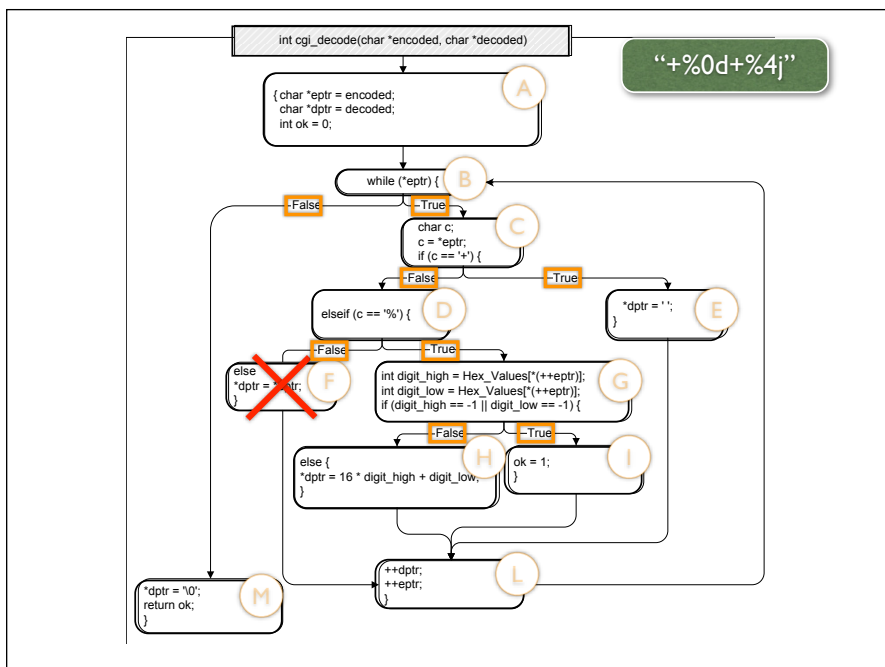 int cgi_decode(char *encoded, char *decoded)
“+%0d+%4j”
A
{ char *eptr = encoded;
char *dptr = decoded;
int ok = 0;
B
while (*eptr) {
False
True
C
char c;
c = *eptr;
if (c == '+') {
False
True
D
elseif (c == '%') {
E
*dptr = ' ';
}
False
True
F
else
*dptr = *eptr;
}
G
int digit_high = Hex_Values[*(++eptr)];
int digit_low = Hex_Values[*(++eptr)];
if (digit_high == -1 || digit_low == -1) {
False
True
H
else {
*dptr = 16 * digit_high + digit_low;
}
I
ok = 1;
}
L
++dptr;
++eptr;
}
M
*dptr = '\0';
return ok;
}